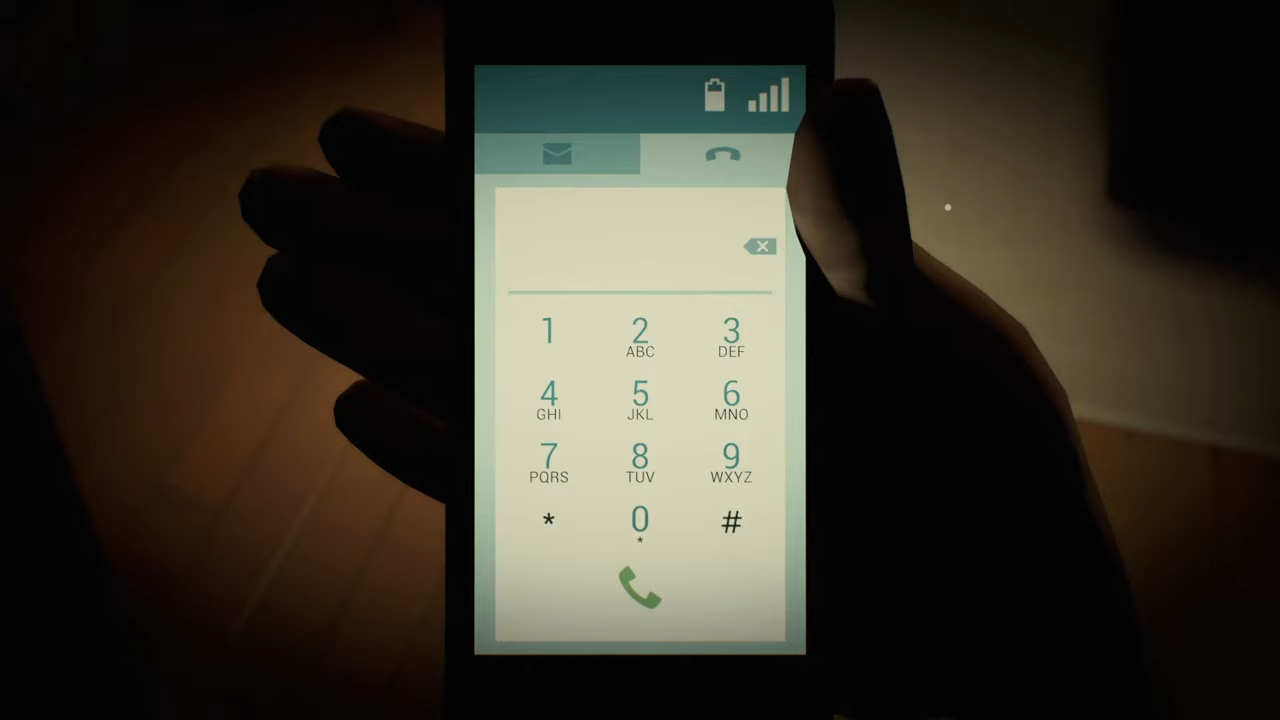 1 2 3
ABC DEF
4 5 6
GHI JKL MNO
7 8 9
PQRS TUV WXYZ
* 0 #
*